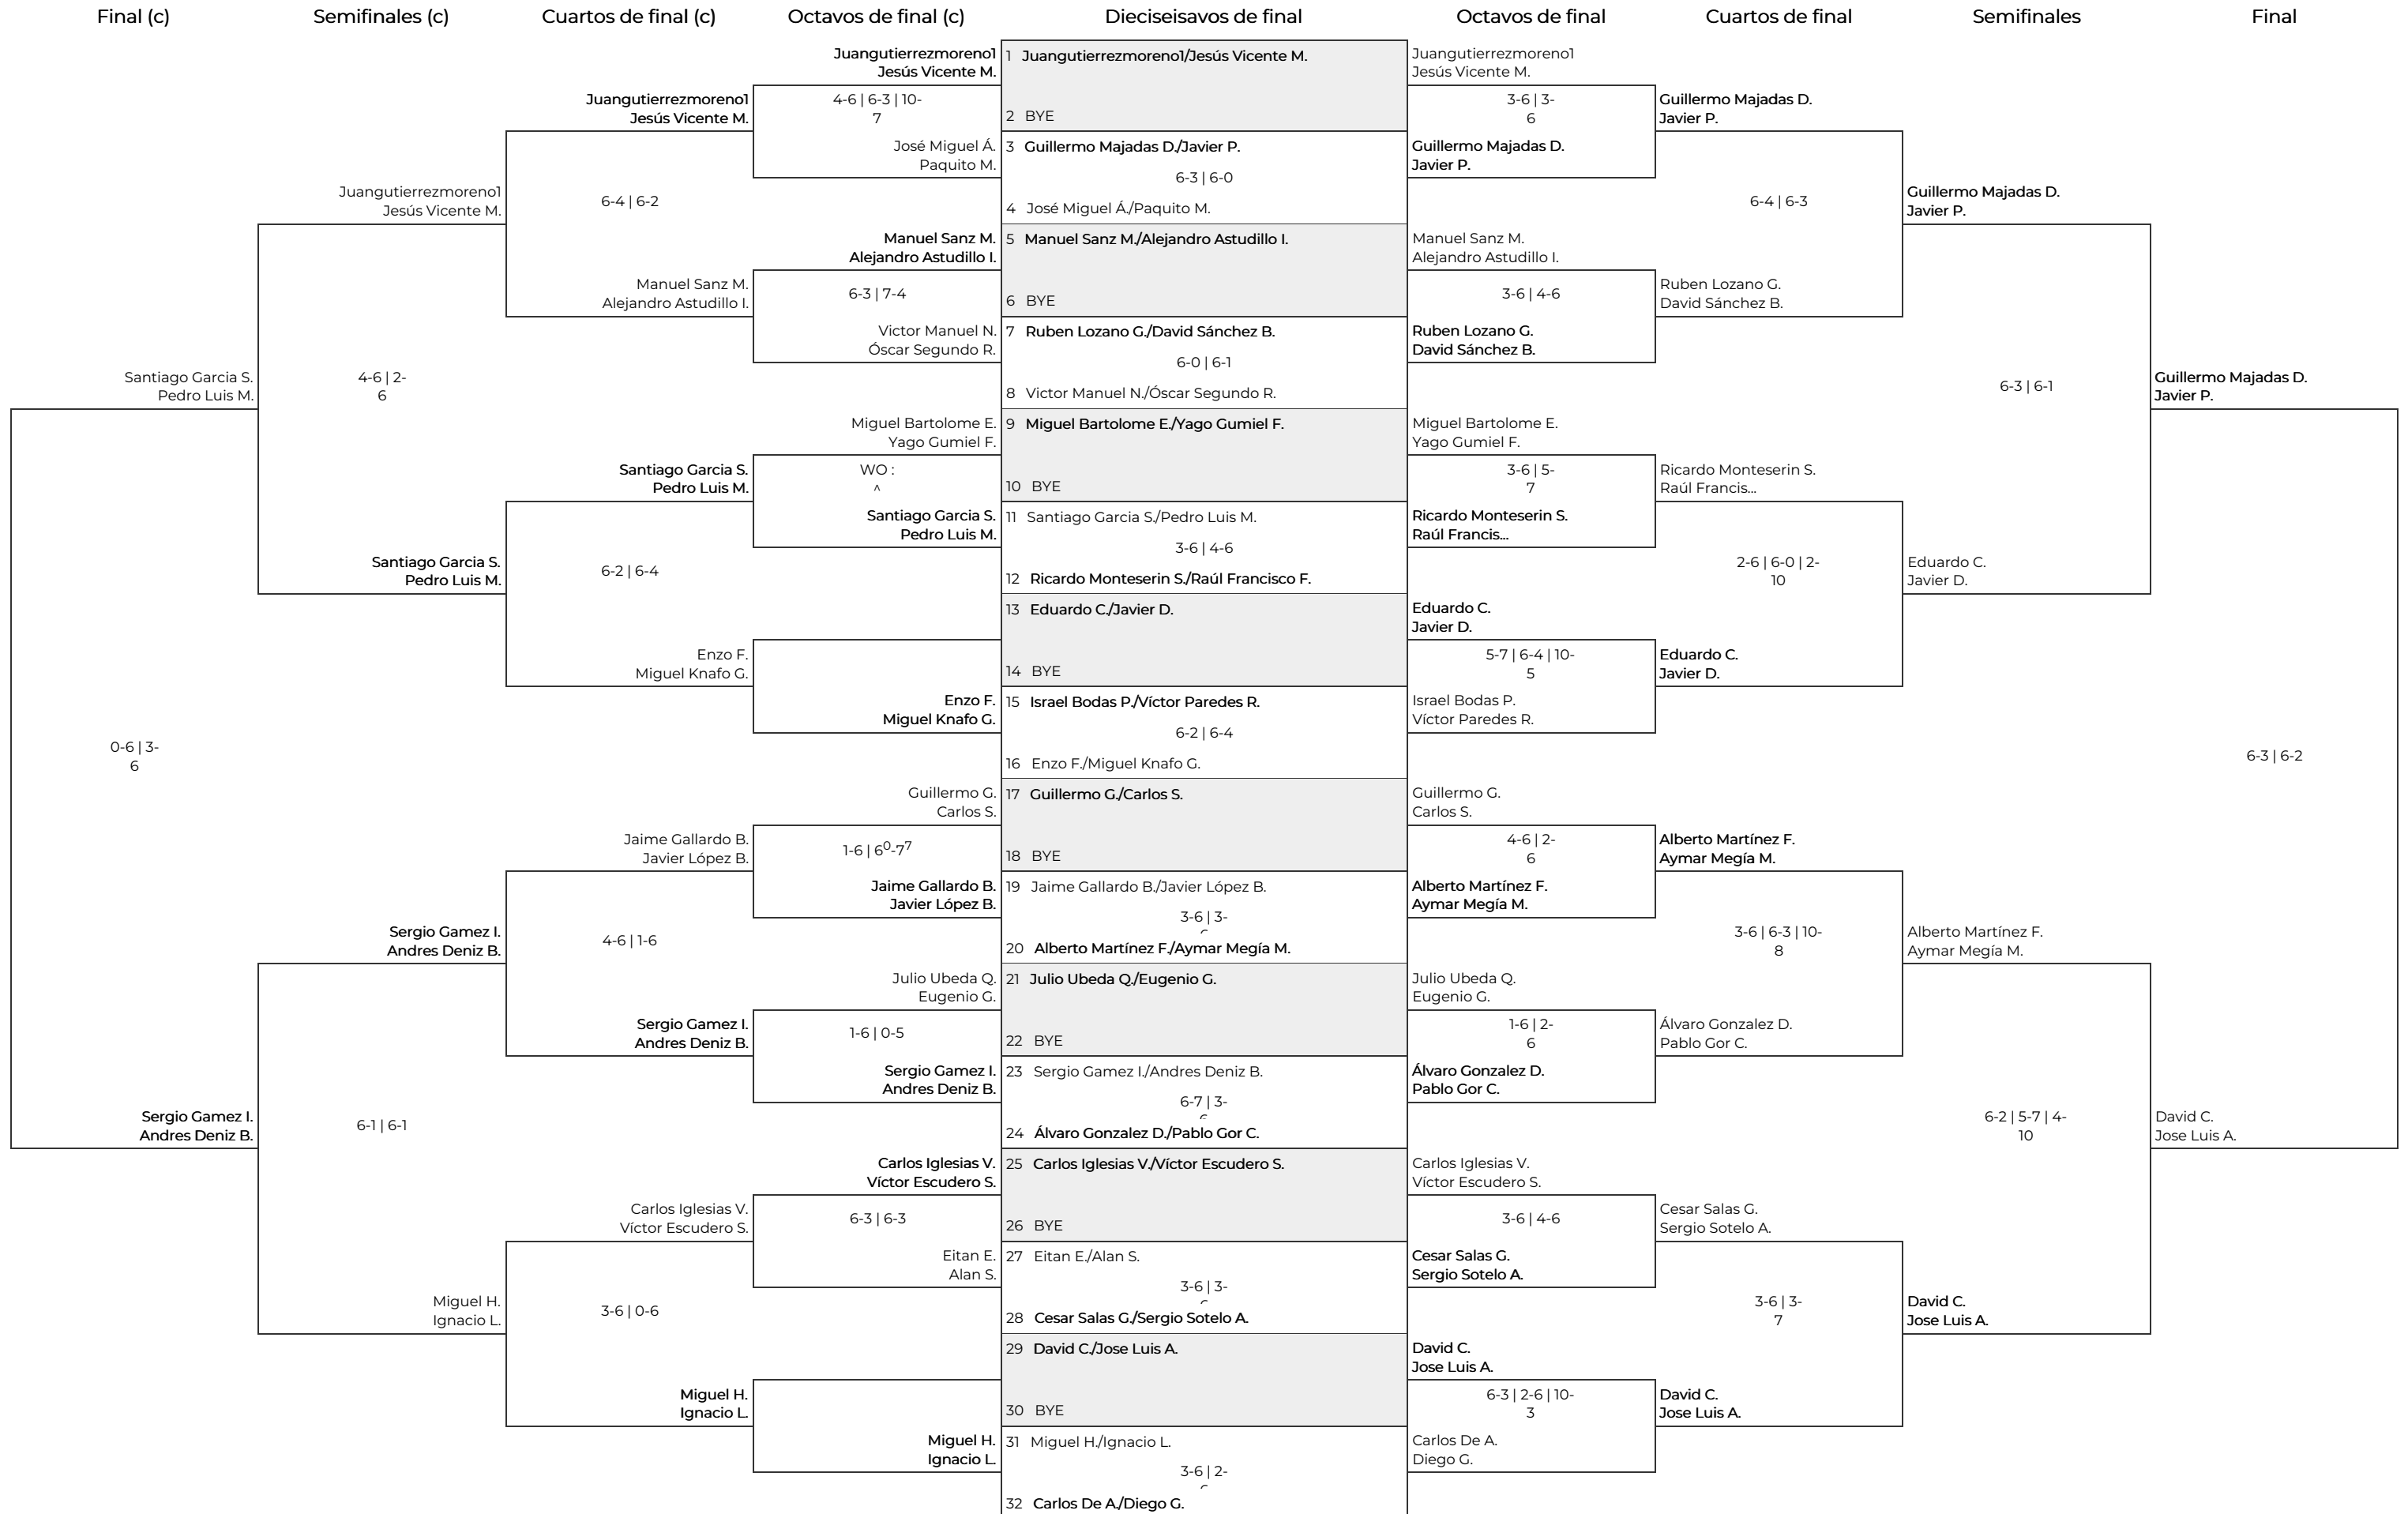 Final (c)
Semifinales (c)
Cuartos de final (c)
Octavos de final (c)
Dieciseisavos de final
Octavos de final
Cuartos de final
Semifinales
Final
Santiago Garcia S.
Pedro Luis M.
0-6 | 3-
6
Sergio Gamez I.
Andres Deniz B.
Juangutierrezmoreno1
Jesús Vicente M.
4-6 | 2-
6
Santiago Garcia S.
Pedro Luis M.
Sergio Gamez I.
Andres Deniz B.
6-1 | 6-1
Miguel H.
Ignacio L.
Juangutierrezmoreno1
Jesús Vicente M.
6-4 | 6-2
Manuel Sanz M.
Alejandro Astudillo I.
Santiago Garcia S.
Pedro Luis M.
6-2 | 6-4
Enzo F.
Miguel Knafo G.
Jaime Gallardo B.
Javier López B.
4-6 | 1-6
Sergio Gamez I.
Andres Deniz B.
Carlos Iglesias V.
Víctor Escudero S.
3-6 | 0-6
Miguel H.
Ignacio L.
Juangutierrezmoreno1
Jesús Vicente M.
4-6 | 6-3 | 10-
7
José Miguel Á.
Paquito M.
Manuel Sanz M.
Alejandro Astudillo I.
6-3 | 7-4
Victor Manuel N.
Óscar Segundo R.
Miguel Bartolome E.
Yago Gumiel F.
WO :
^
Santiago Garcia S.
Pedro Luis M.
Enzo F.
Miguel Knafo G.
Guillermo G.
Carlos S.
1-6 | 6⁰-7⁷
Jaime Gallardo B.
Javier López B.
Julio Ubeda Q.
Eugenio G.
1-6 | 0-5
Sergio Gamez I.
Andres Deniz B.
Carlos Iglesias V.
Víctor Escudero S.
6-3 | 6-3
Eitan E.
Alan S.
Miguel H.
Ignacio L.
1 Juangutierrezmoreno1/Jesús Vicente M.
2 BYE
3 Guillermo Majadas D./Javier P.
6-3 | 6-0
4 José Miguel Á./Paquito M.
5 Manuel Sanz M./Alejandro Astudillo I.
6 BYE
7 Ruben Lozano G./David Sánchez B.
6-0 | 6-1
8 Victor Manuel N./Óscar Segundo R.
9 Miguel Bartolome E./Yago Gumiel F.
10 BYE
11 Santiago Garcia S./Pedro Luis M.
3-6 | 4-6
12 Ricardo Monteserin S./Raúl Francisco F.
13 Eduardo C./Javier D.
14 BYE
15 Israel Bodas P./Víctor Paredes R.
6-2 | 6-4
16 Enzo F./Miguel Knafo G.
17 Guillermo G./Carlos S.
18 BYE
19 Jaime Gallardo B./Javier López B.
3-6 | 3-
20 Alberto Martínez F./Aymar Megía M.
21 Julio Ubeda Q./Eugenio G.
22 BYE
23 Sergio Gamez I./Andres Deniz B.
6-7 | 3-
24 Álvaro Gonzalez D./Pablo Gor C.
25 Carlos Iglesias V./Víctor Escudero S.
26 BYE
27 Eitan E./Alan S.
3-6 | 3-
28 Cesar Salas G./Sergio Sotelo A.
29 David C./Jose Luis A.
30 BYE
31 Miguel H./Ignacio L.
3-6 | 2-
32 Carlos De A./Diego G.
Juangutierrezmoreno1
Jesús Vicente M.
3-6 | 3-
6
Guillermo Majadas D.
Javier P.
Manuel Sanz M.
Alejandro Astudillo I.
3-6 | 4-6
Ruben Lozano G.
David Sánchez B.
Miguel Bartolome E.
Yago Gumiel F.
3-6 | 5-
7
Ricardo Monteserin S.
Raúl Francis...
Eduardo C.
Javier D.
5-7 | 6-4 | 10-
5
Israel Bodas P.
Víctor Paredes R.
Guillermo G.
Carlos S.
4-6 | 2-
6
Alberto Martínez F.
Aymar Megía M.
Julio Ubeda Q.
Eugenio G.
1-6 | 2-
6
Álvaro Gonzalez D.
Pablo Gor C.
Carlos Iglesias V.
Víctor Escudero S.
3-6 | 4-6
Cesar Salas G.
Sergio Sotelo A.
David C.
Jose Luis A.
6-3 | 2-6 | 10-
3
Carlos De A.
Diego G.
Guillermo Majadas D.
Javier P.
6-4 | 6-3
Ruben Lozano G.
David Sánchez B.
Ricardo Monteserin S.
Raúl Francis...
2-6 | 6-0 | 2-
10
Eduardo C.
Javier D.
Alberto Martínez F.
Aymar Megía M.
3-6 | 6-3 | 10-
8
Álvaro Gonzalez D.
Pablo Gor C.
Cesar Salas G.
Sergio Sotelo A.
3-6 | 3-
7
David C.
Jose Luis A.
Guillermo Majadas D.
Javier P.
6-3 | 6-1
Eduardo C.
Javier D.
Alberto Martínez F.
Aymar Megía M.
6-2 | 5-7 | 4-
10
David C.
Jose Luis A.
Guillermo Majadas D.
Javier P.
6-3 | 6-2
David C.
Jose Luis A.